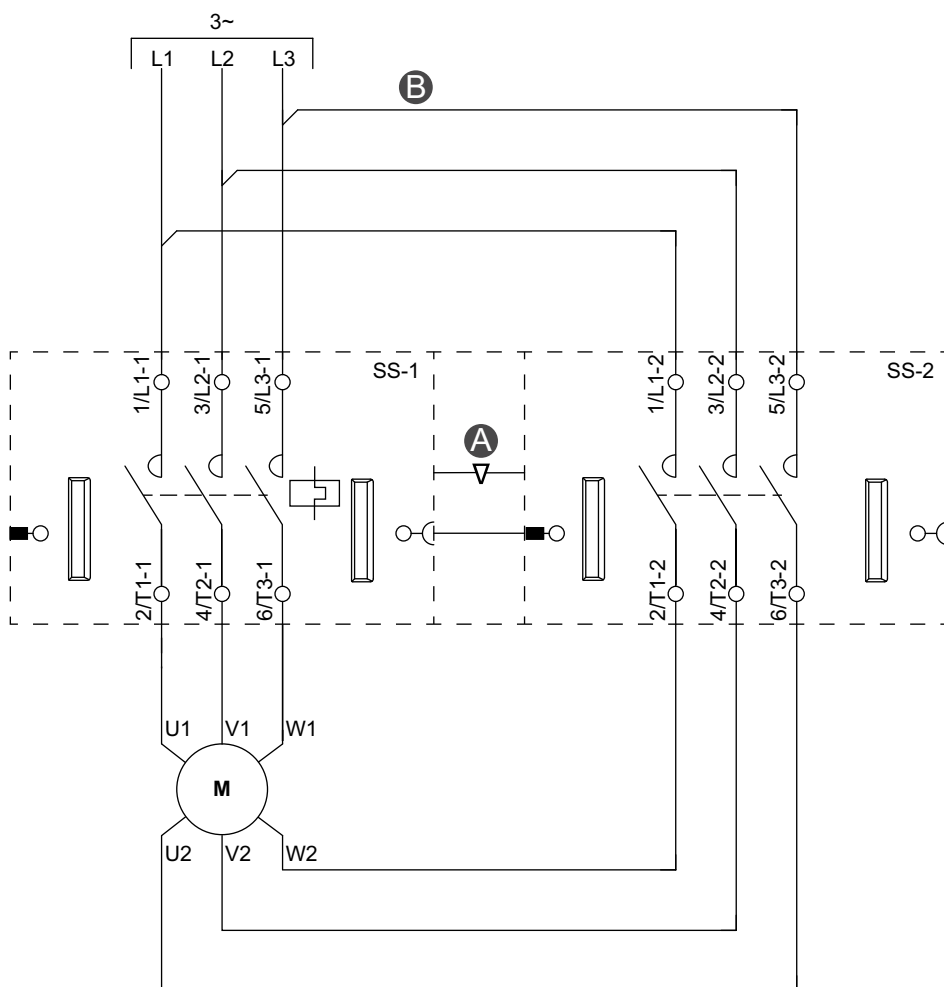 3~
L1 L2 L3
B
1/L1-1 3/L2-1 5/L3-1 SS-1 1/L1-2 3/L2-2 5/L3-2 SS-2
A
2/T1-1 4/T2-1 6/T3-1 2/T1-2 4/T2-2 6/T3-2
U1 V1 W1
M
U2 V2 W2